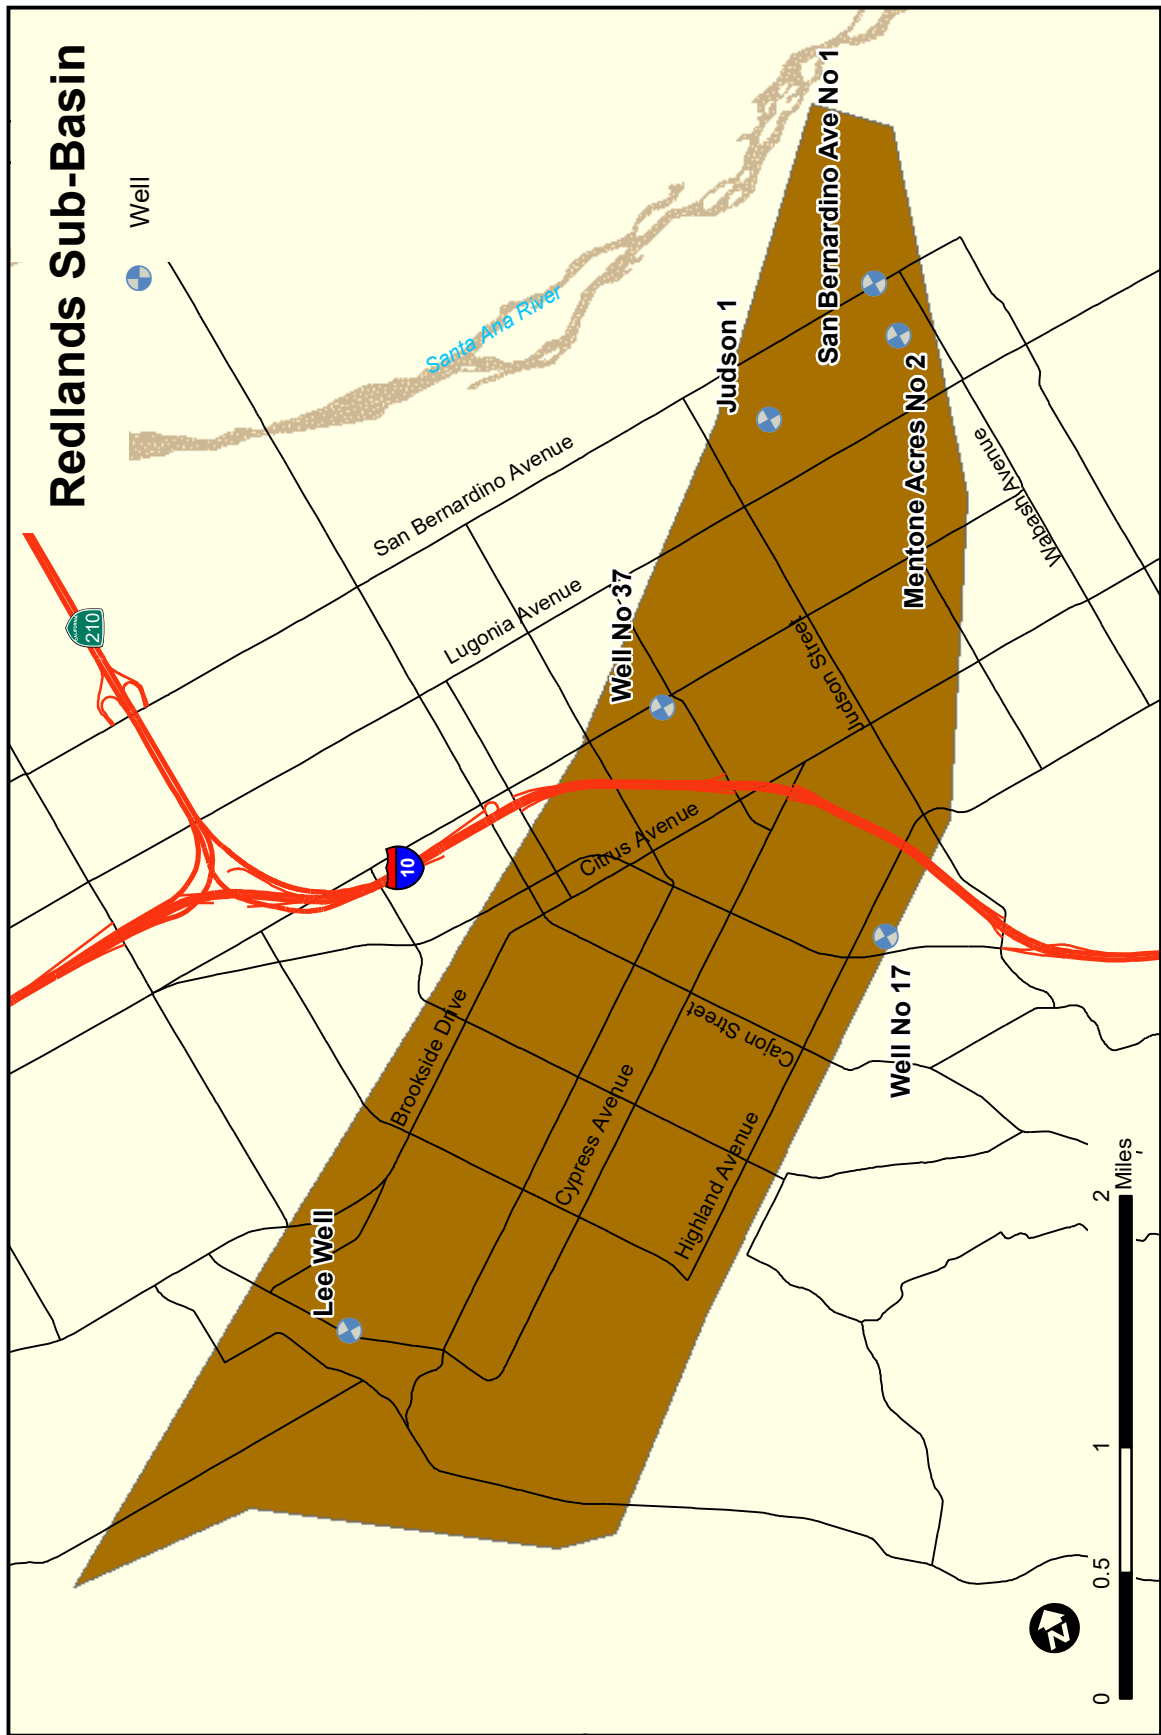 Redlands Sub-Basin
Well
Santa Ana River
210
CALIFORNIA
San Bernardino Avenue
Lugonia Avenue
10
Citrus Avenue
Judson Street
Wabash Avenue
Brookside Drive
Cajon Street
Cypress Avenue
Highland Avenue
San Bernardino Ave No 1
Judson 1
Mentone Acres No 2
Well No 37
Well No 17
Lee Well
N
0 0.5 1 2
Miles